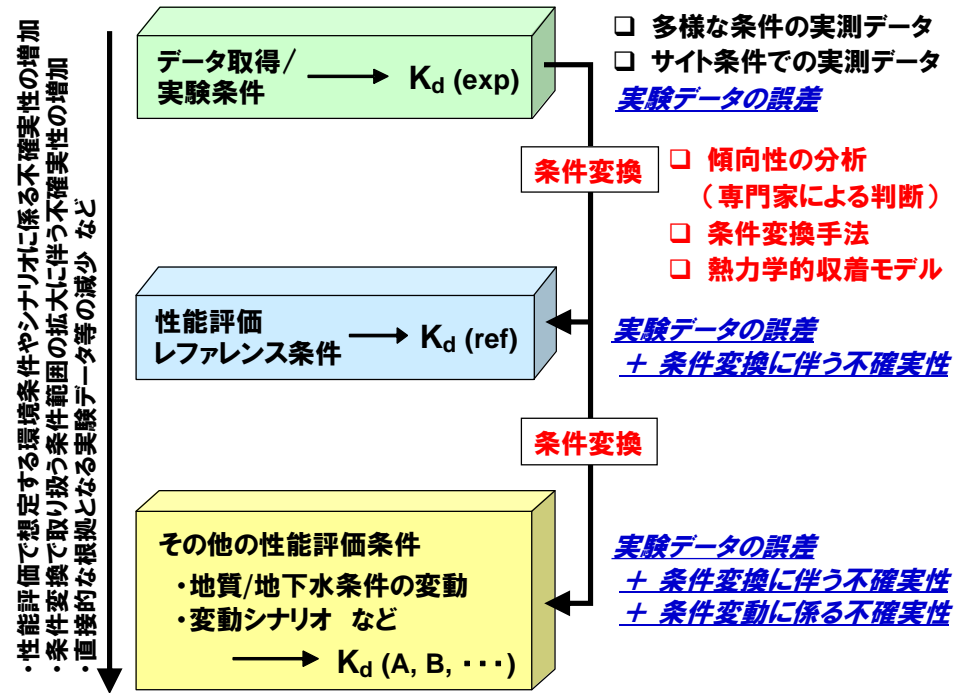 ・性能評価で想定する環境条件やシナリオに係る不確実性の増加
・条件変換で取り扱う条件範囲の拡大に伴う不確実性の増加
・直接的な根拠となる実験データ等の減少 など
データ取得/
実験条件
Kd (exp)
❑ 多様な条件の実測データ
❑ サイト条件での実測データ
実験データの誤差
条件変換
❑ 傾向性の分析
(専門家による判断)
❑ 条件変換手法
❑ 熱力学的収着モデル
性能評価
レファレンス条件
Kd (ref)
実験データの誤差
+ 条件変換に伴う不確実性
条件変換
その他の性能評価条件
・地質/地下水条件の変動
・変動シナリオ など
Kd (A, B, ・・・)
実験データの誤差
+ 条件変換に伴う不確実性
+ 条件変動に係る不確実性